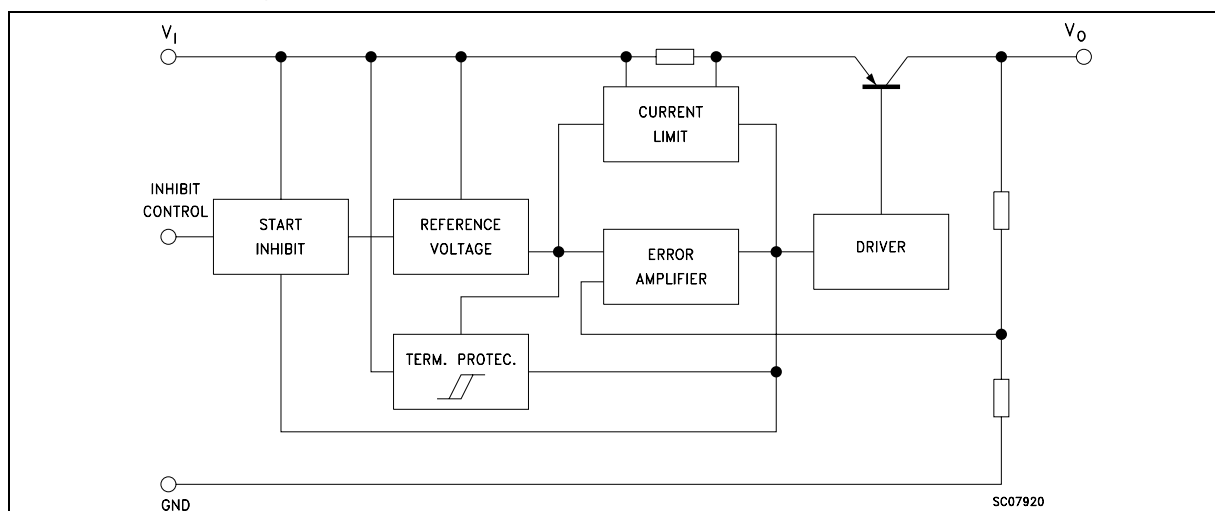 V_I
V_O
CURRENT
LIMIT
INHIBIT
CONTROL
START
INHIBIT
REFERENCE
VOLTAGE
ERROR
AMPLIFIER
DRIVER
TERM. PROTEC.
GND
SC07920